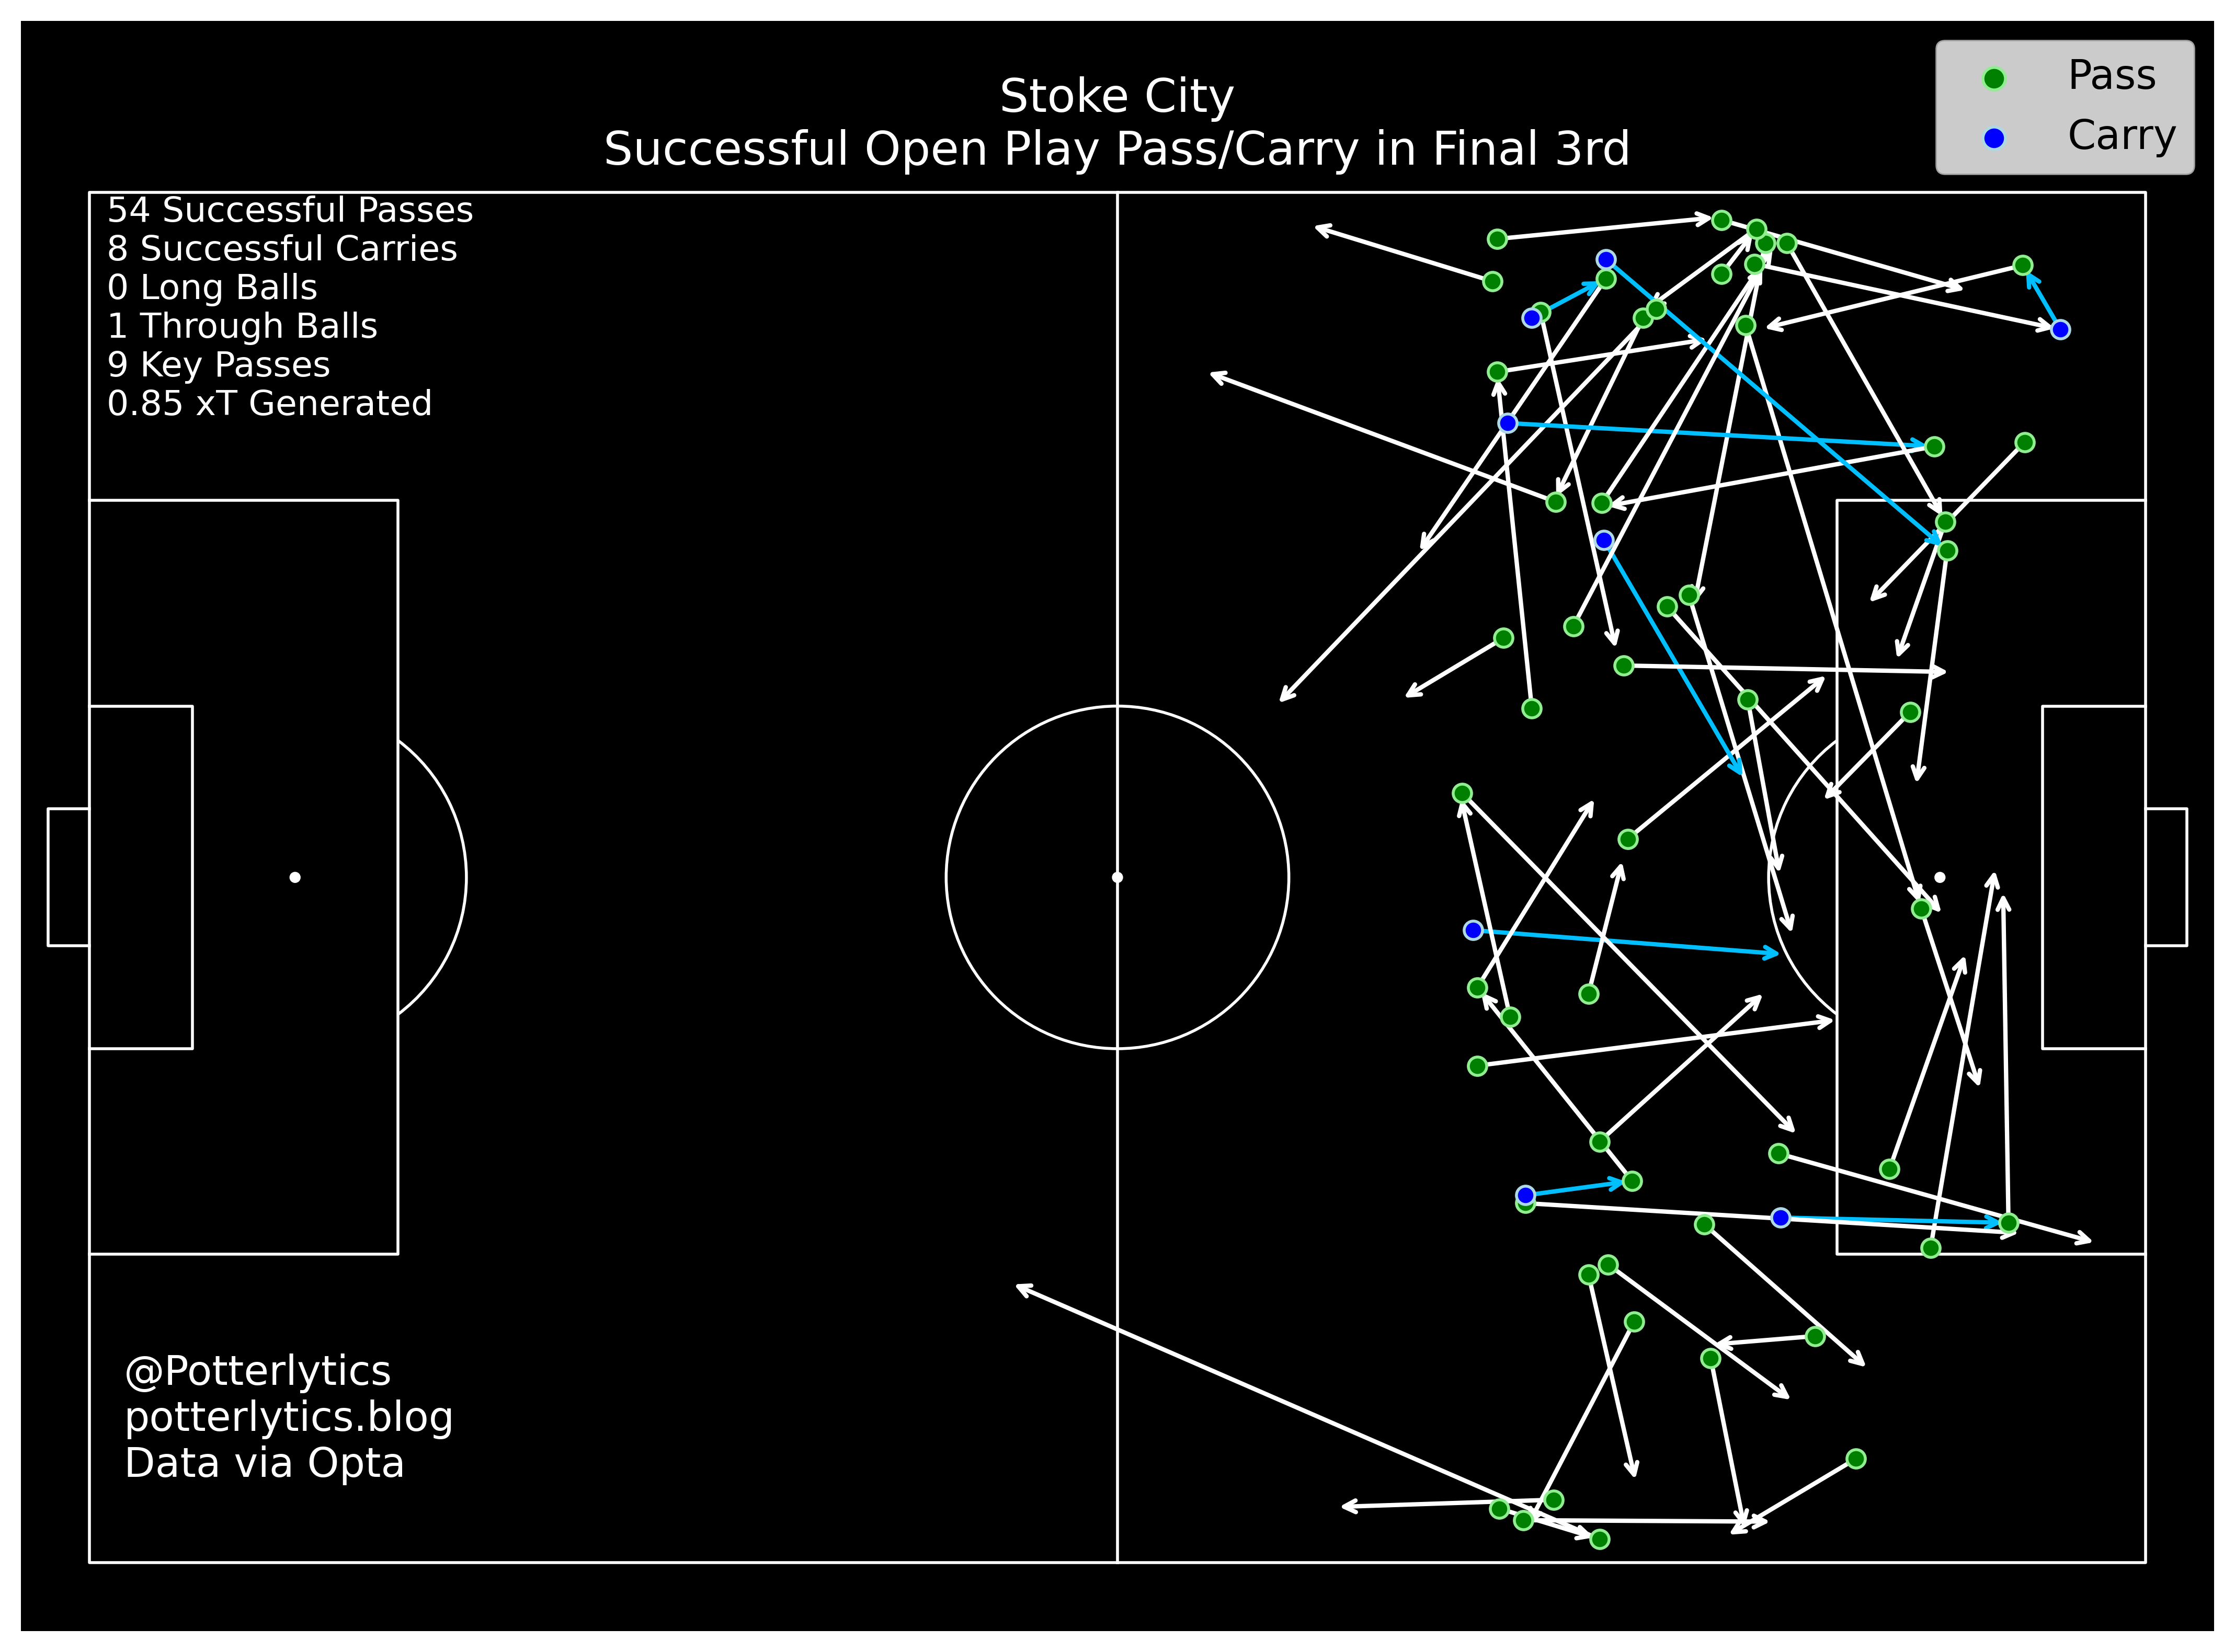 Stoke City
Successful Open Play Pass/Carry in Final 3rd
Pass
Carry
54 Successful Passes
8 Successful Carries
0 Long Balls
1 Through Balls
9 Key Passes
0.85 xT Generated
@Potterlytics
potterlytics.blog
Data via Opta